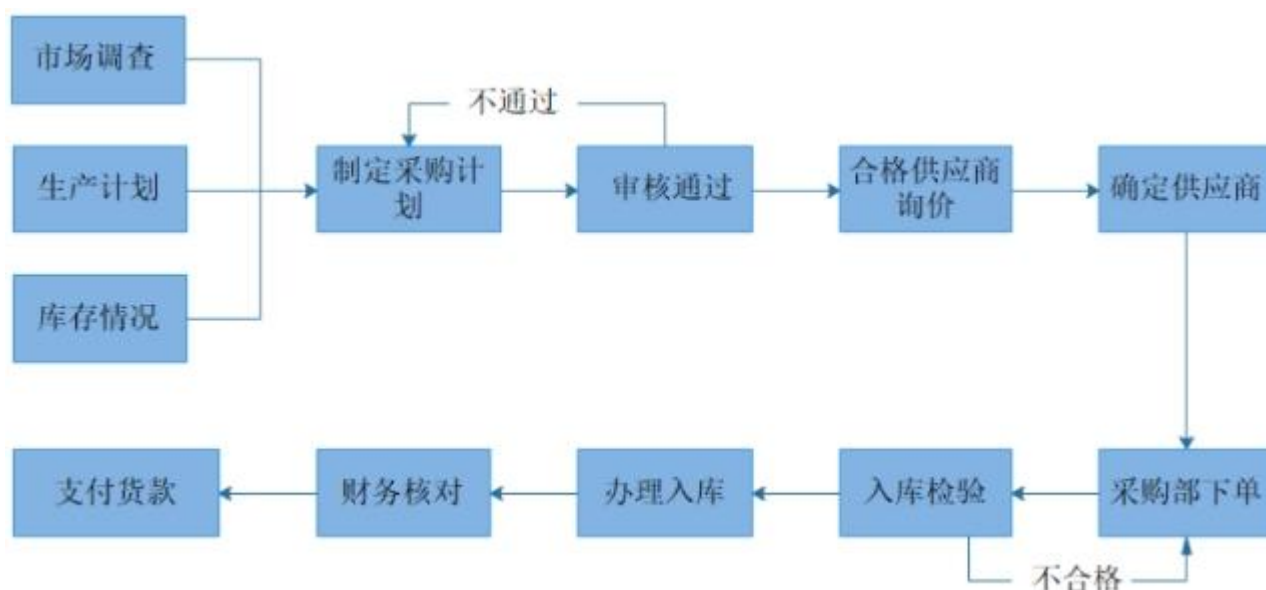 市场调查
不通过
生产计划
制定采购计
划
审核通过
合格供应商
询价
确定供应商
库存情况
支付货款
财务核对
办理入库
入库检验
采购部下单
不合格